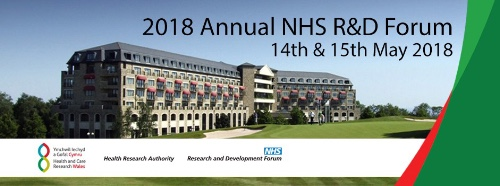 2018 Annual NHS R&D Forum
14th & 15th May 2018
Ymchwil Iechyd
a Gofal Cymru
Health and Care
Research Wales
Health Research Authority
NHS
Research and Development Forum